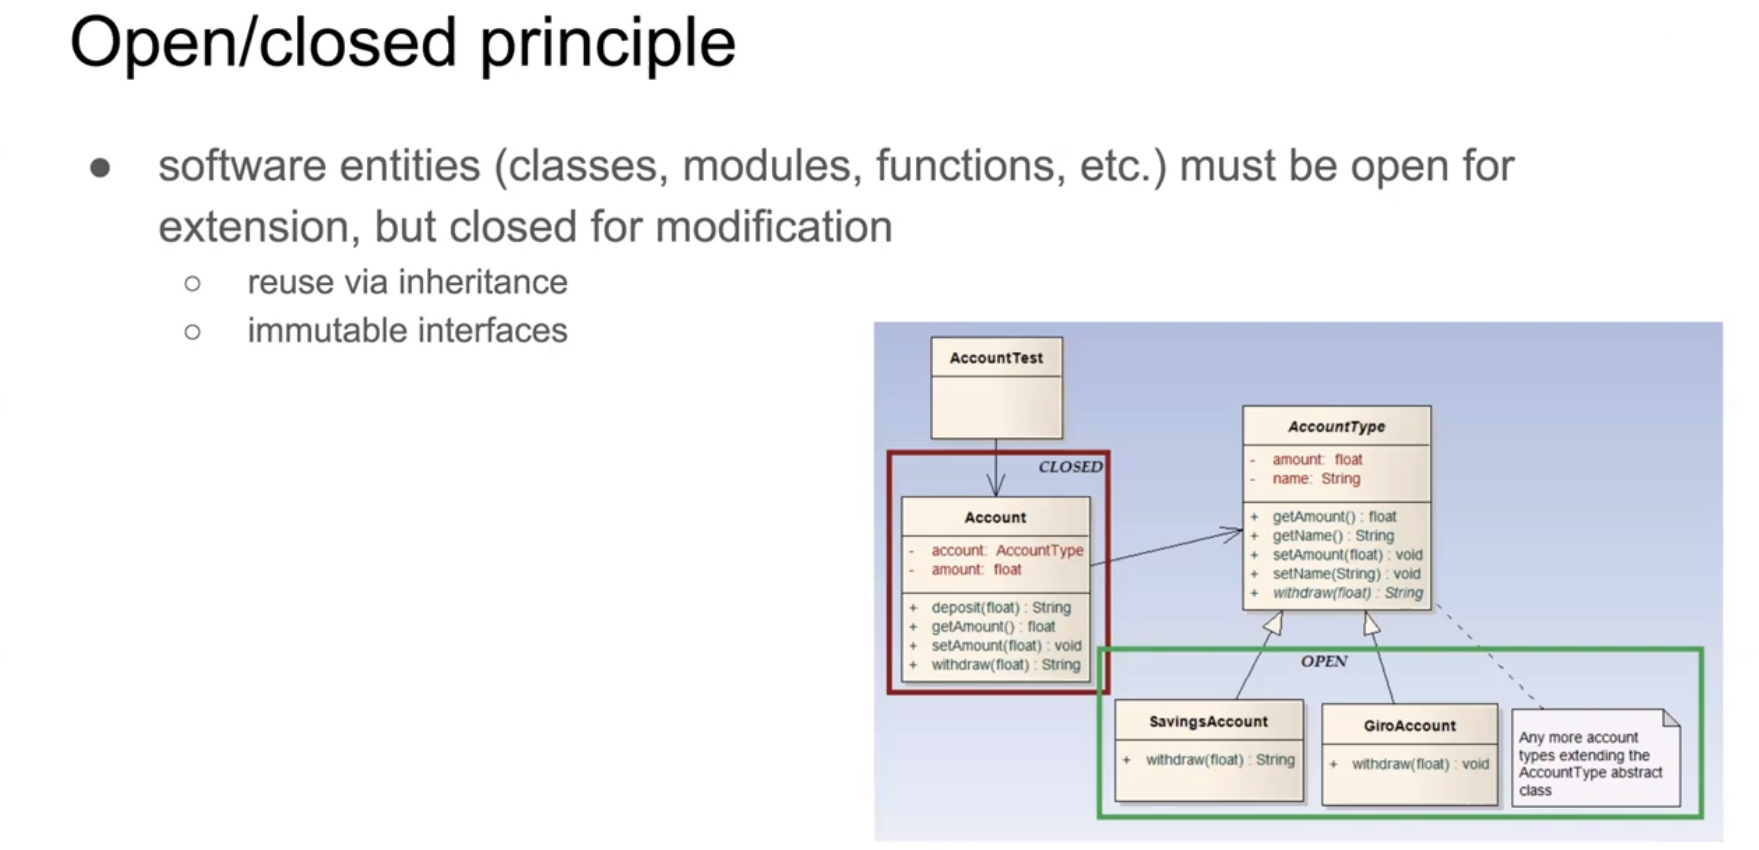 Open/closed principle
● software entities (classes, modules, functions, etc.) must be open for
extension, but closed for modification
○ reuse via inheritance
○ immutable interfaces
AccountTest
CLOSED
Account
- account: AccountType
- amount: float
+ deposit(float) : String
+ getAmount() : float
+ setAmount(float) : void
+ withdraw(float) : String
AccountType
- amount: float
- name: String
+ getAmount() : float
+ getName() : String
+ setAmount(float) : void
+ setName(String) : void
+ withdraw(float) : String
OPEN
SavingsAccount
+ withdraw(float) : String
GiroAccount
+ withdraw(float) : void
Any more account
types extending the
AccountType abstract
class